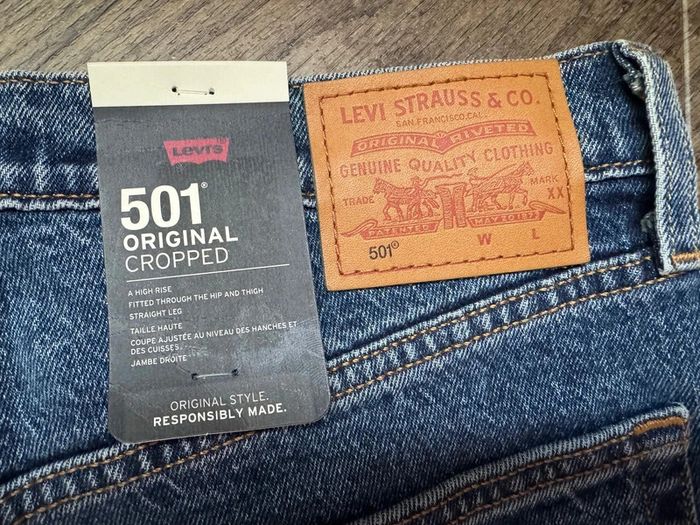 Levi's
501®
ORIGINAL
CROPPED
A HIGH RISE
FITTED THROUGH THE HIP AND THIGH
STRAIGHT LEG
TAILLE HAUTE
COUPE AJUSTÉE AU NIVEAU DES HANCHES ET
DES CUISSES
JAMBE DROITE
ORIGINAL STYLE.
RESPONSIBLY MADE.
LEVI STRAUSS & CO.
SAN FRANCISCO, CAL.
ORIGINAL RIVETED
GENUINE QUALITY CLOTHING
TRADE MARK
XX
PATENTED MAY 20 1873
501® W L